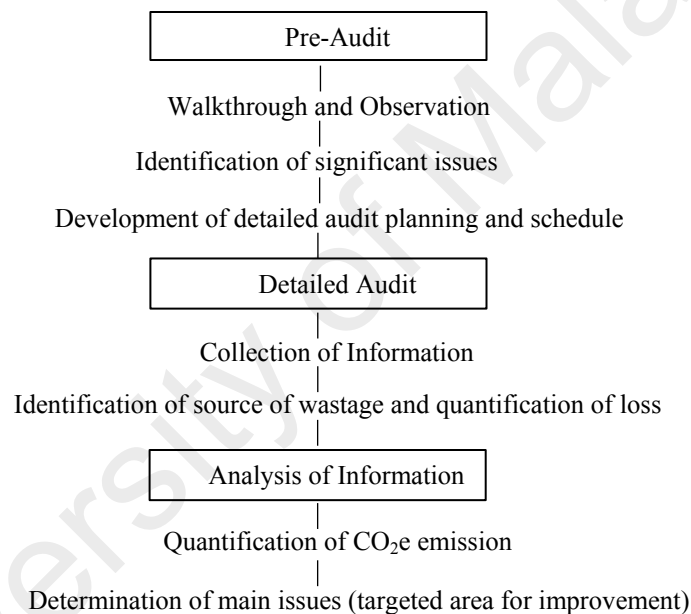 Pre-Audit
Walkthrough and Observation
Identification of significant issues
Development of detailed audit planning and schedule
Detailed Audit
Collection of Information
Identification of source of wastage and quantification of loss
Analysis of Information
Quantification of CO₂e emission
Determination of main issues (targeted area for improvement)